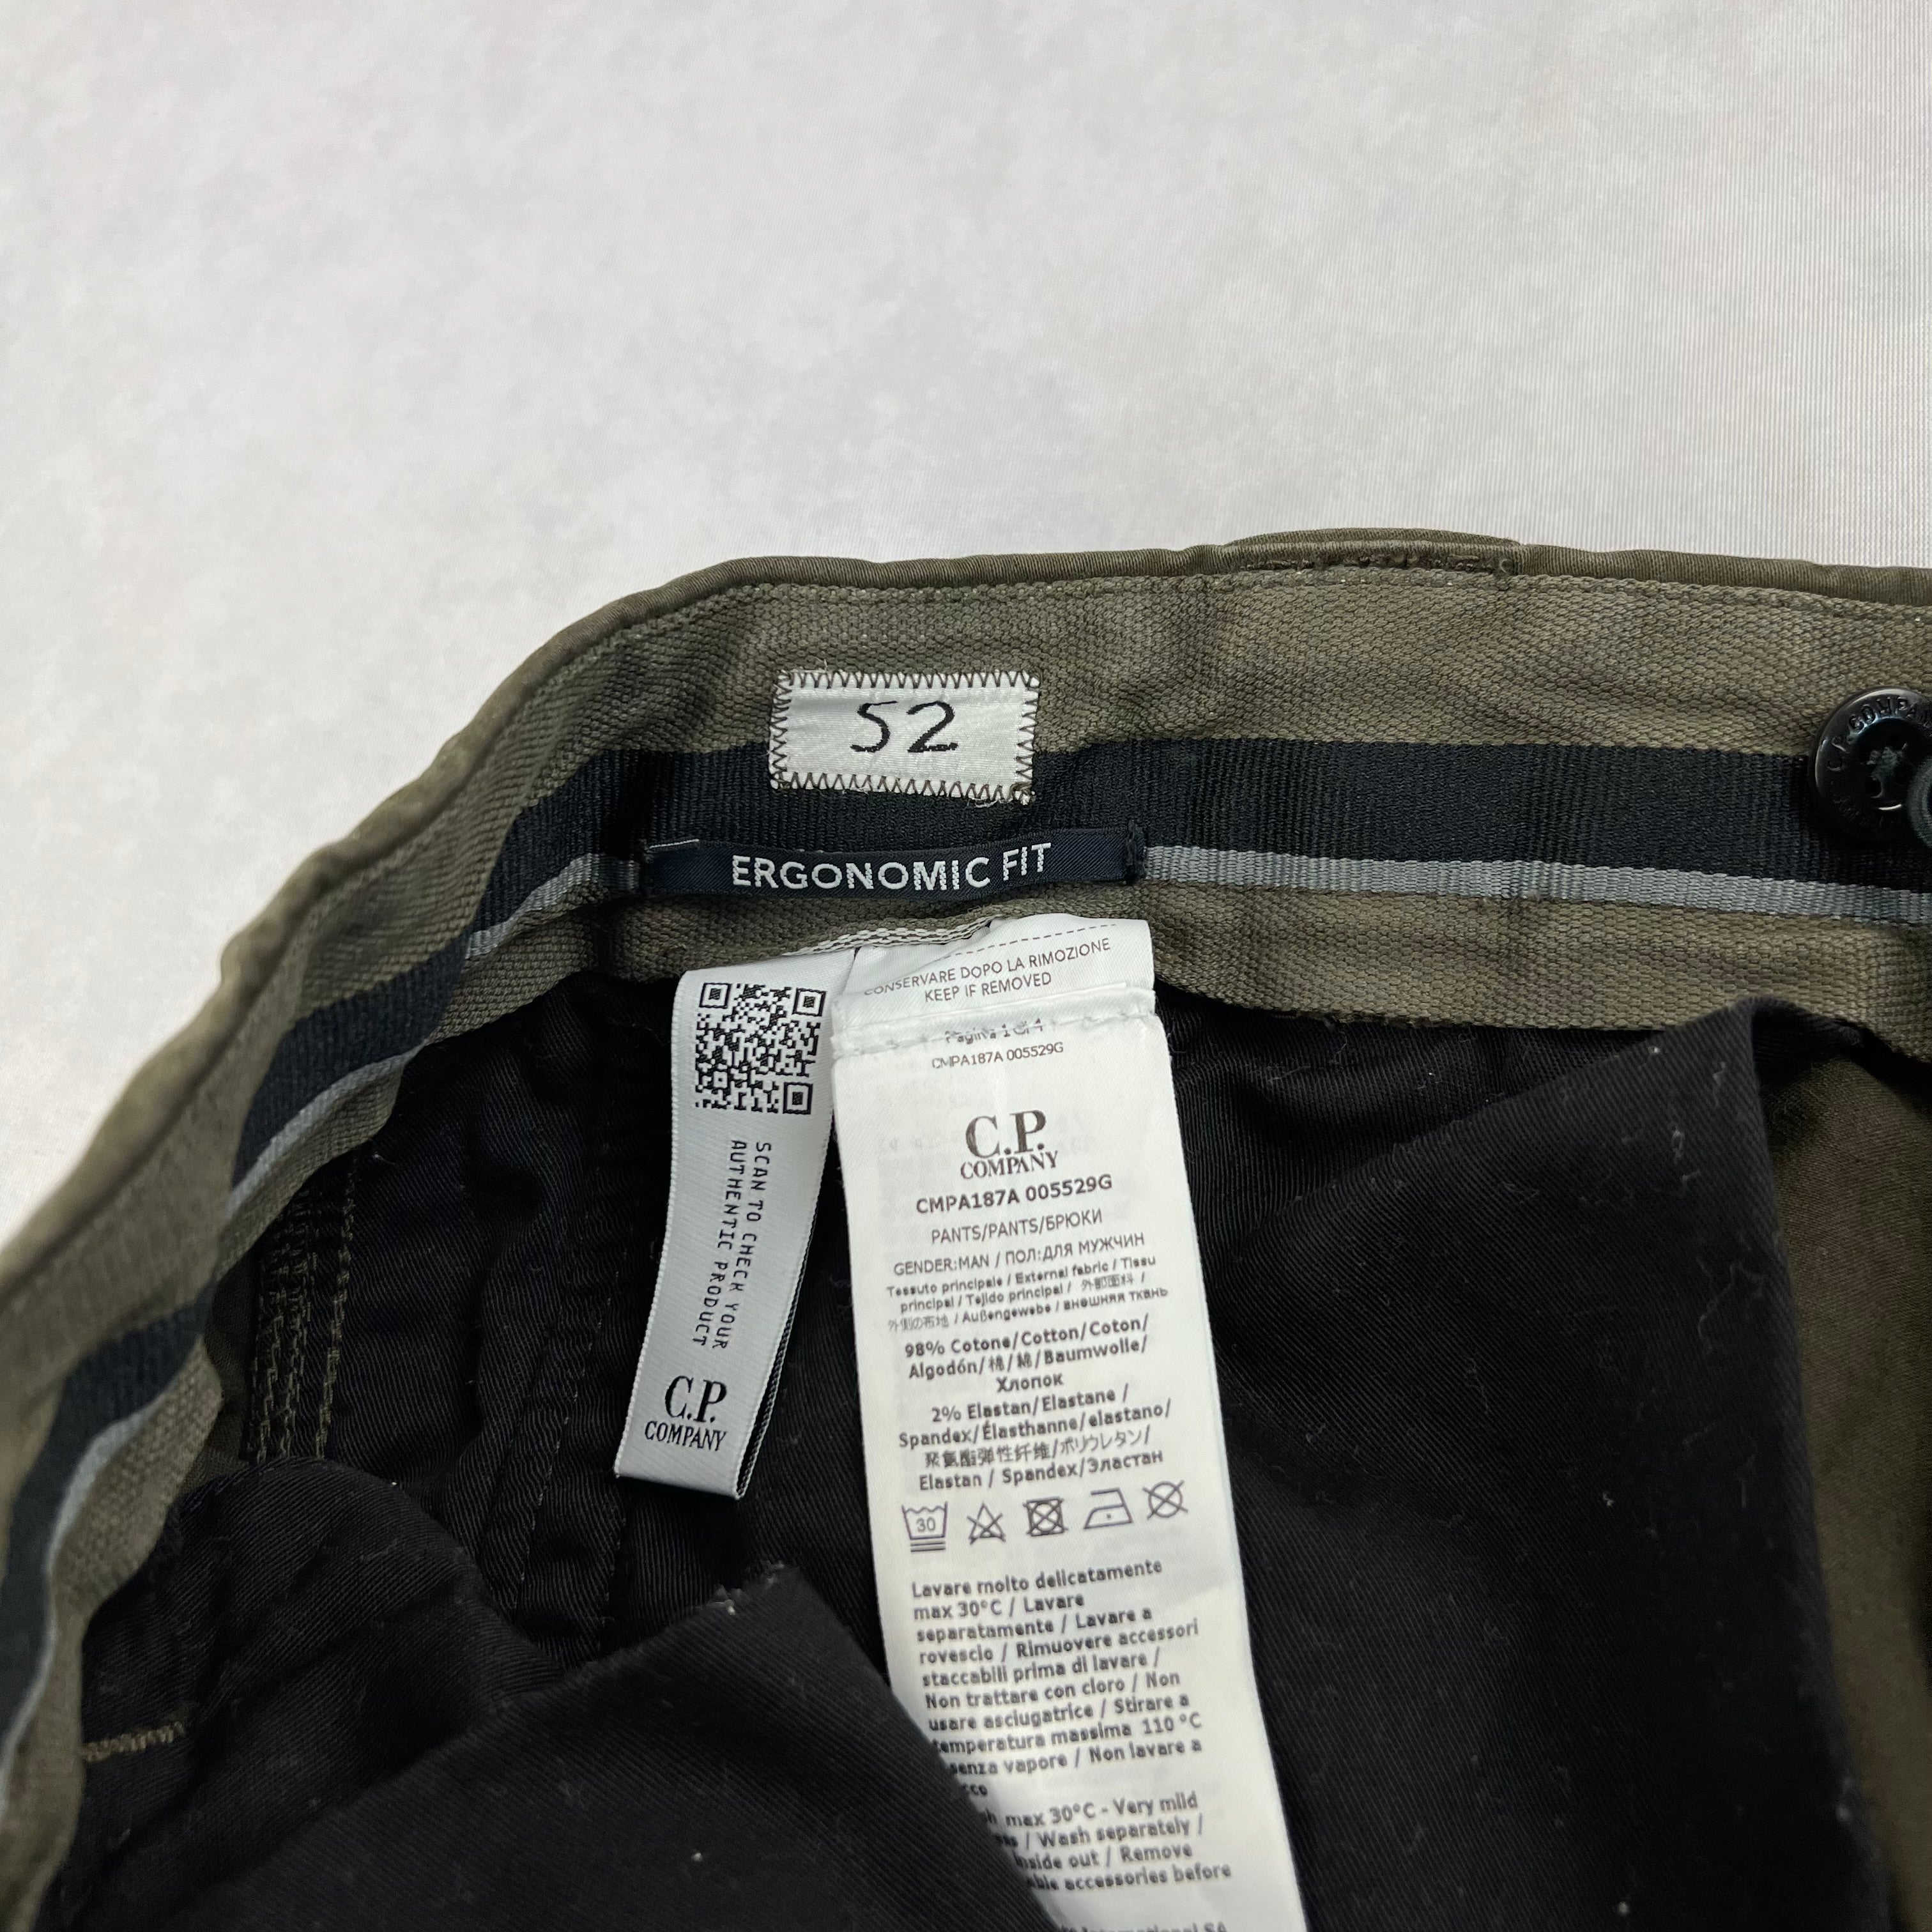 52
ERGONOMIC FIT
C.P. COMPANY
CONSERVARE DOPO LA RIMOZIONE
KEEP IF REMOVED
Pagina 1 di 4
CMPA187A 005529G
C.P.
COMPANY
CMPA187A 005529G
PANTS/PANTS/БРЮКИ
GENDER:MAN / ПОЛ:ДЛЯ МУЖЧИН
Tessuto principale / External fabric / Tissu
principal / Tejido principal / 外部面料 /
外側の布地 / Außengewebe / внешняя ткань
98% Cotone/Cotton/Coton/
Algodón/棉/綿/Baumwolle/
Хлопок
2% Elastan/Elastane /
Spandex/Élasthanne/elastano/
聚氨酯弹性纤维/ポリウレタン/
Elastan / Spandex/Эластан
30
Lavare molto delicatamente
max 30°C / Lavare
separatamente / Lavare a
rovescio / Rimuovere accessori
staccabili prima di lavare /
Non trattare con cloro / Non
usare asciugatrice / Stirare a
temperatura massima 110 °C
senza vapore / Non lavare a
max 30°C - Very mild
/ Wash separately /
inside out / Remove
accessories before
SCAN TO CHECK YOUR
AUTHENTIC PRODUCT
C.P.
COMPANY